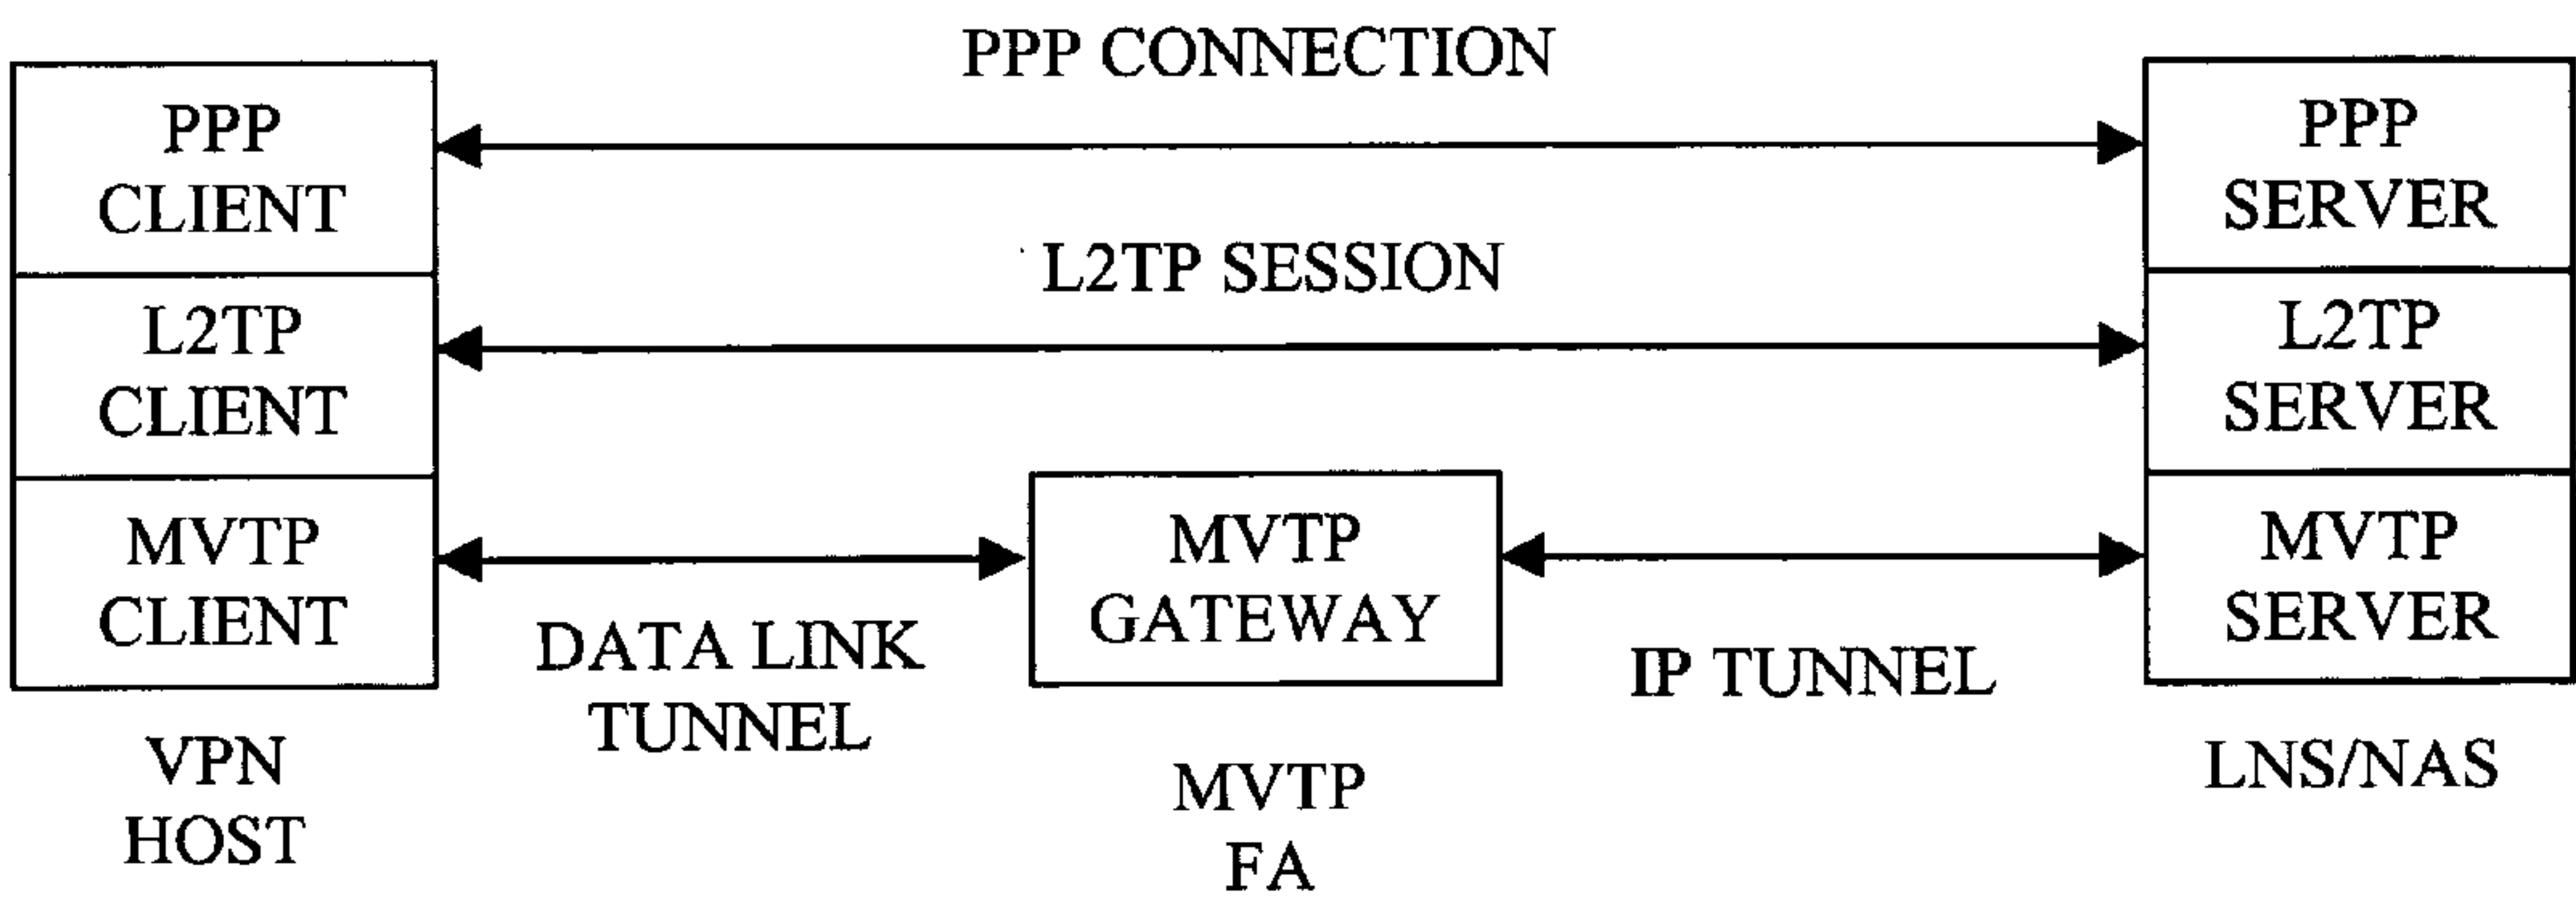 PPP CONNECTION
PPP
CLIENT
PPP
SERVER
L2TP SESSION
L2TP
CLIENT
L2TP
SERVER
MVTP
CLIENT
MVTP
GATEWAY
MVTP
SERVER
DATA LINK
TUNNEL
IP TUNNEL
VPN
HOST
MVTP
FA
LNS/NAS